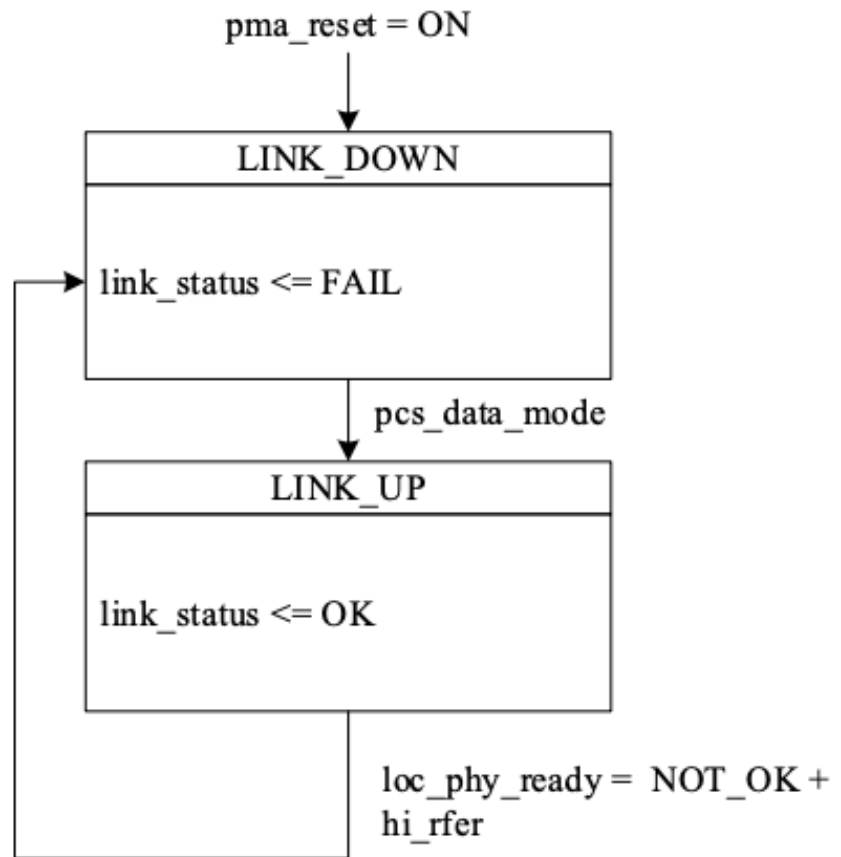 pma_reset = ON
LINK_DOWN
link_status <= FAIL
pcs_data_mode
LINK_UP
link_status <= OK
loc_phy_ready = NOT_OK +
hi_rfer